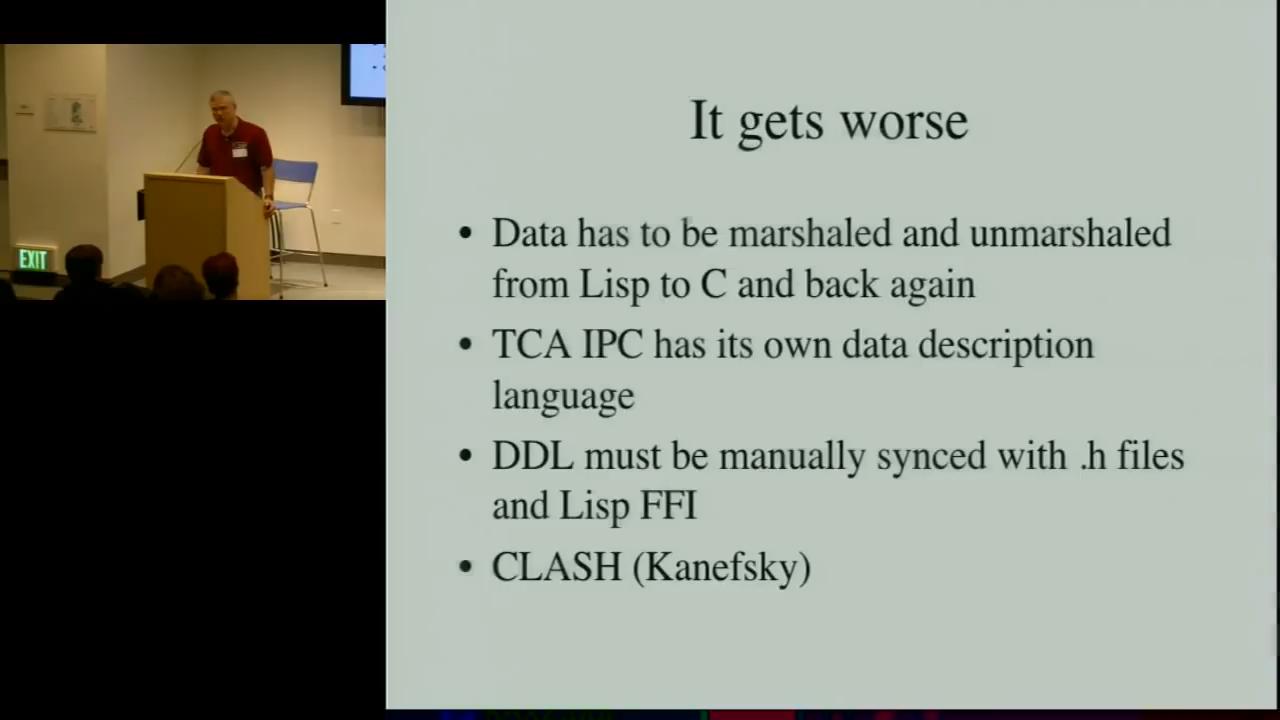 It gets worse
• Data has to be marshaled and unmarshaled
from Lisp to C and back again
• TCA IPC has its own data description
language
• DDL must be manually synced with .h files
and Lisp FFI
• CLASH (Kanefsky)
EXIT